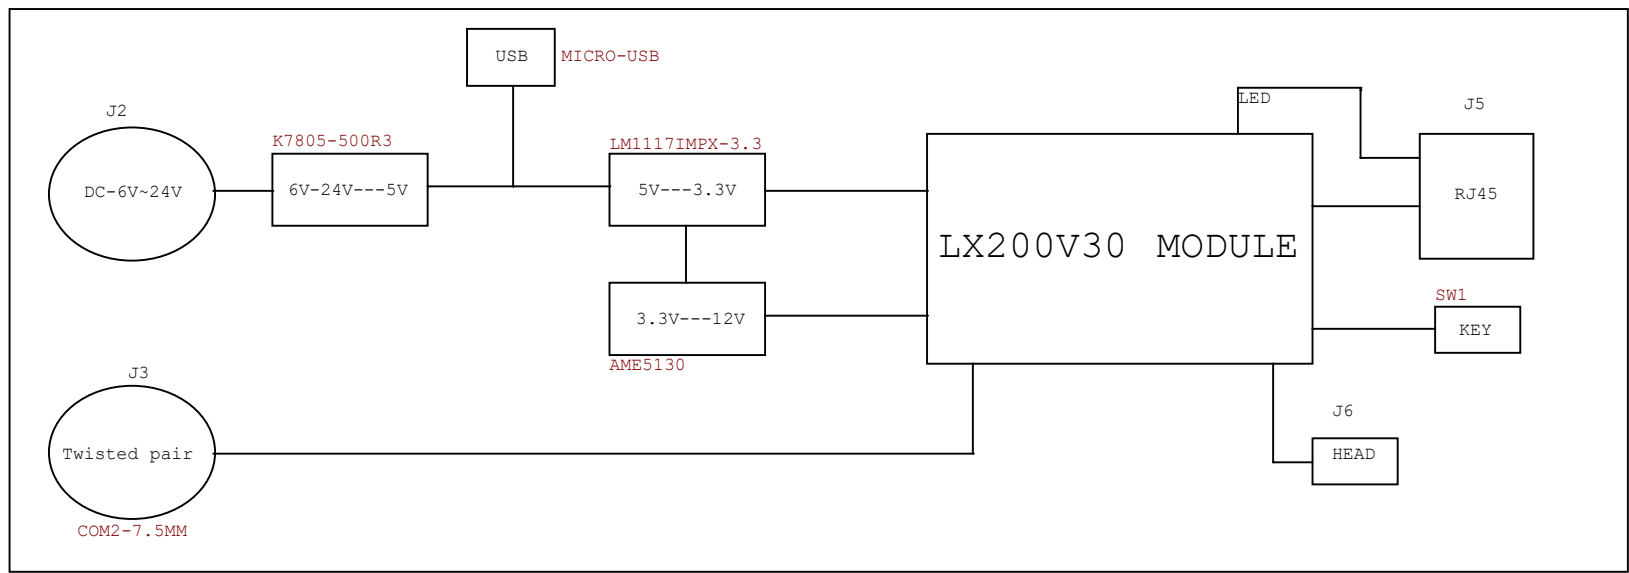 USB
MICRO-USB
LED
J5
J2
K7805-500R3
LM1117IMPX-3.3
DC-6V~24V
6V-24V---5V
5V---3.3V
RJ45
LX200V30 MODULE
SW1
3.3V---12V
KEY
AME5130
J3
J6
Twisted pair
HEAD
COM2-7.5MM